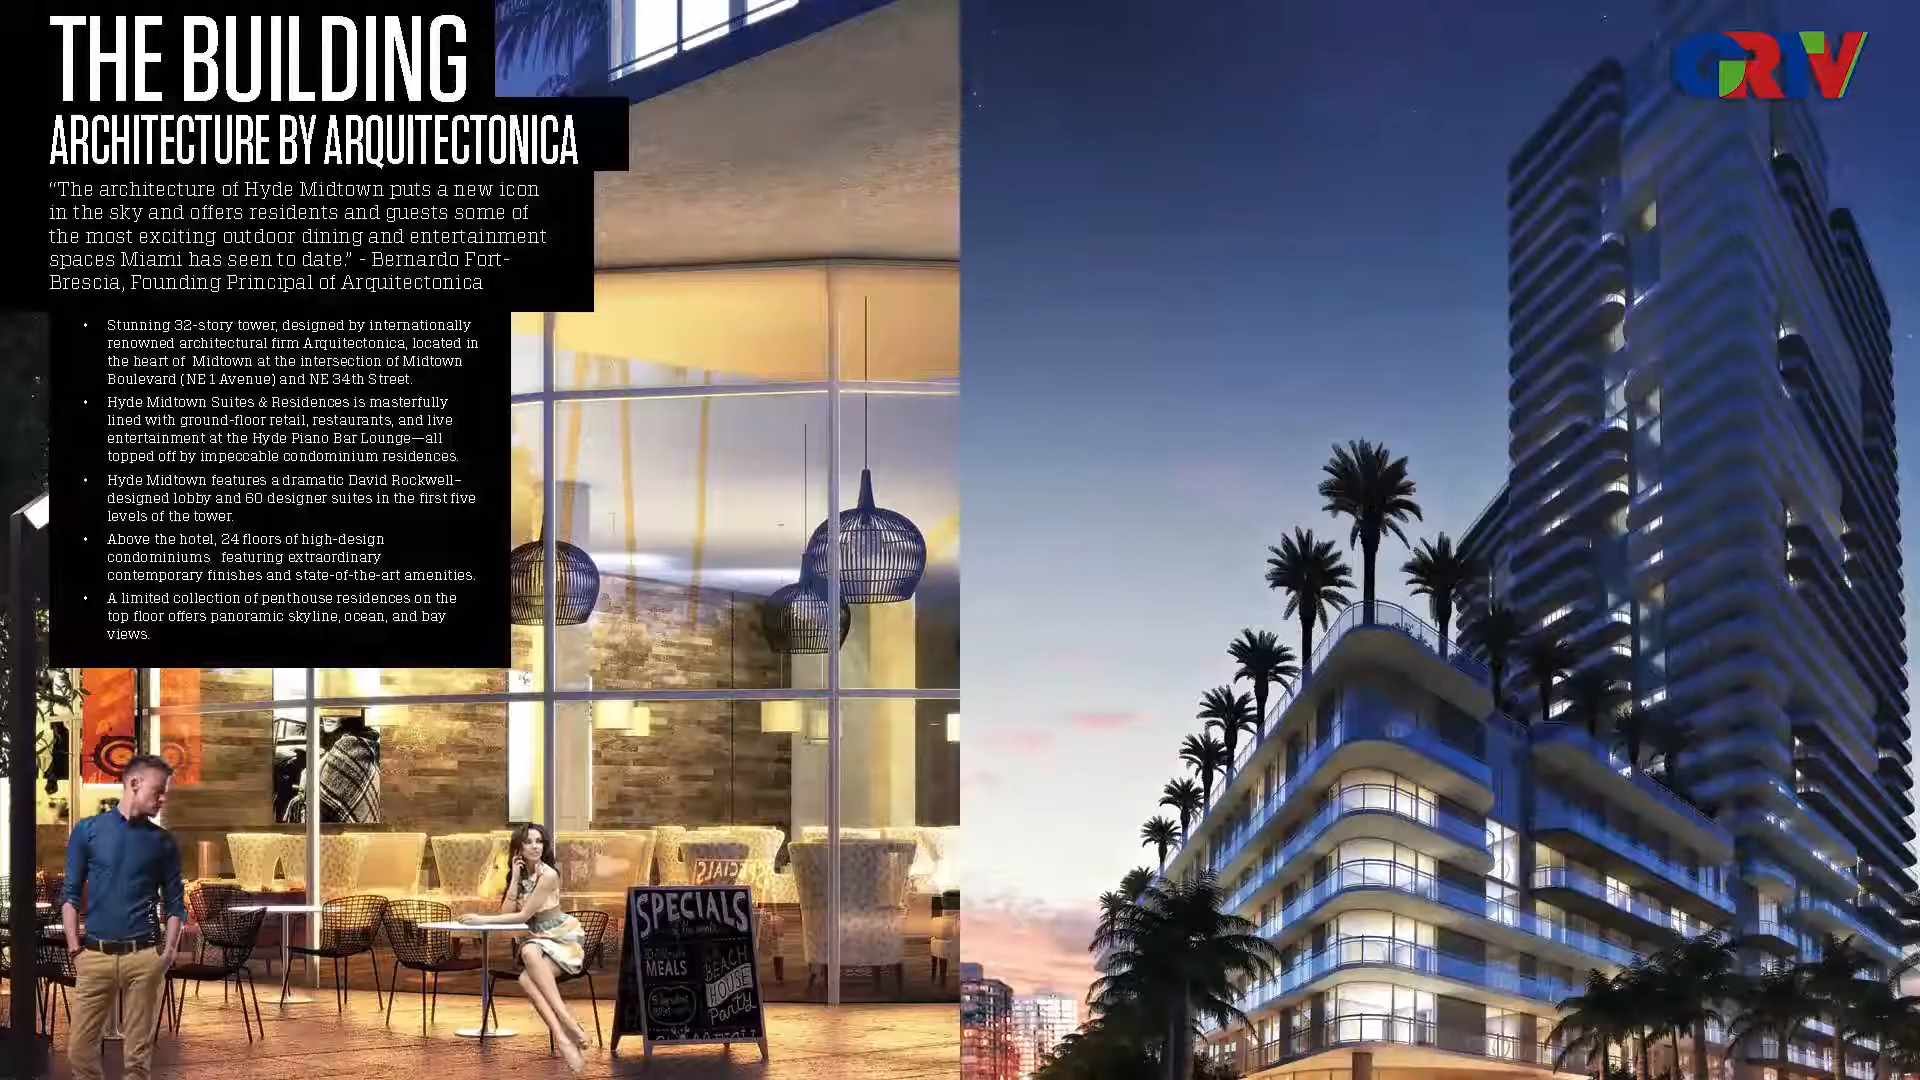 THE BUILDING
ARCHITECTURE BY ARQUITECTONICA
“The architecture of Hyde Midtown puts a new icon
in the sky and offers residents and guests some of
the most exciting outdoor dining and entertainment
spaces Miami has seen to date.” - Bernardo Fort-
Brescia, Founding Principal of Arquitectonica
• Stunning 32-story tower, designed by internationally
renowned architectural firm Arquitectonica, located in
the heart of Midtown at the intersection of Midtown
Boulevard (NE 1 Avenue) and NE 34th Street.
• Hyde Midtown Suites & Residences is masterfully
lined with ground-floor retail, restaurants, and live
entertainment at the Hyde Piano Bar Lounge—all
topped off by impeccable condominium residences.
• Hyde Midtown features a dramatic David Rockwell–
designed lobby and 60 designer suites in the first five
levels of the tower.
• Above the hotel, 24 floors of high-design
condominiums featuring extraordinary
contemporary finishes and state-of-the-art amenities.
• A limited collection of penthouse residences on the
top floor offers panoramic skyline, ocean, and bay
views.
GRTV
SPECIALS
MEALS
BEACH
HOUSE
Party